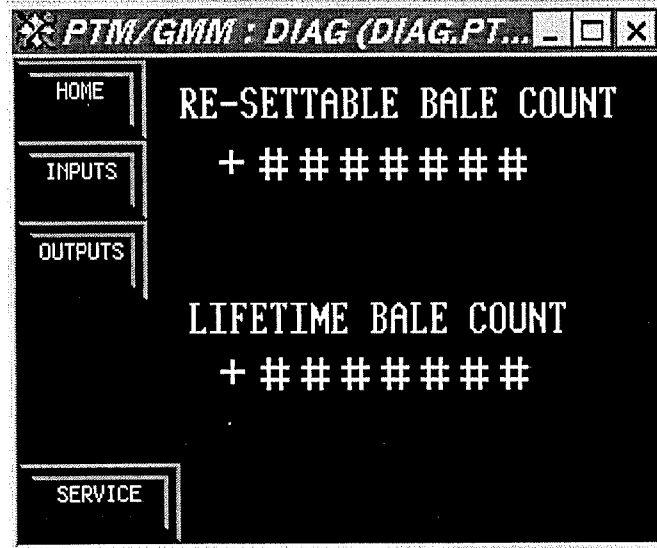 PTM/GMM : DIAG (DIAG.PT...
HOME
RE-SETTABLE BALE COUNT
+#######
INPUTS
OUTPUTS
LIFETIME BALE COUNT
+#######
SERVICE